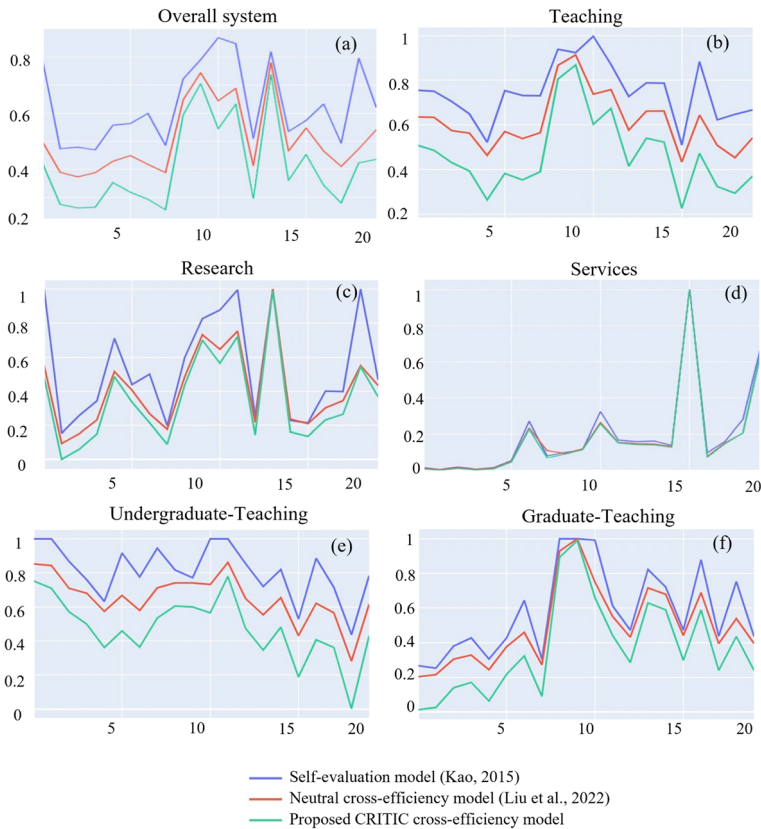 Overall system
(a)
0.8
0.6
0.4
0.2
5 10 15 20
Teaching
(b)
1
0.8
0.6
0.4
0.2
5 10 15 20
Research
(c)
1
0.8
0.6
0.4
0.2
0
5 10 15 20
Services
(d)
1
0.8
0.6
0.4
0.2
0
5 10 15 20
Undergraduate-Teaching
(e)
1
0.8
0.6
0.4
0.2
0
5 10 15 20
Graduate-Teaching
(f)
1
0.8
0.6
0.4
0.2
0
5 10 15 20
Self-evaluation model (Kao, 2015)
Neutral cross-efficiency model (Liu et al., 2022)
Proposed CRITIC cross-efficiency model